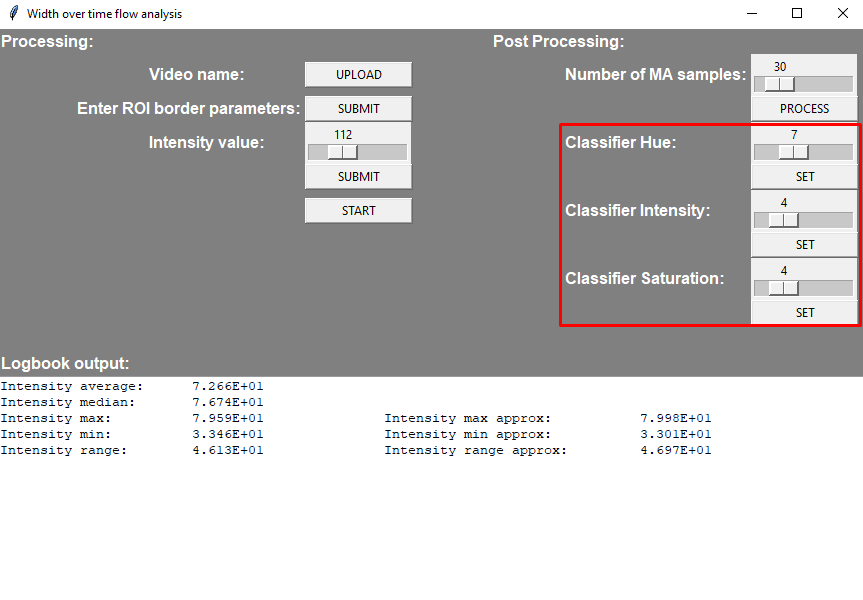 Width over time flow analysis
Processing:
Post Processing:
Video name:
UPLOAD
Number of MA samples:
30
Enter ROI border parameters:
SUBMIT
PROCESS
Intensity value:
112
SUBMIT
Classifier Hue:
7
SET
START
Classifier Intensity:
4
SET
Classifier Saturation:
4
SET
Logbook output:
Intensity average: 7.266E+01
Intensity median: 7.674E+01
Intensity max: 7.959E+01 Intensity max approx: 7.998E+01
Intensity min: 3.346E+01 Intensity min approx: 3.301E+01
Intensity range: 4.613E+01 Intensity range approx: 4.697E+01